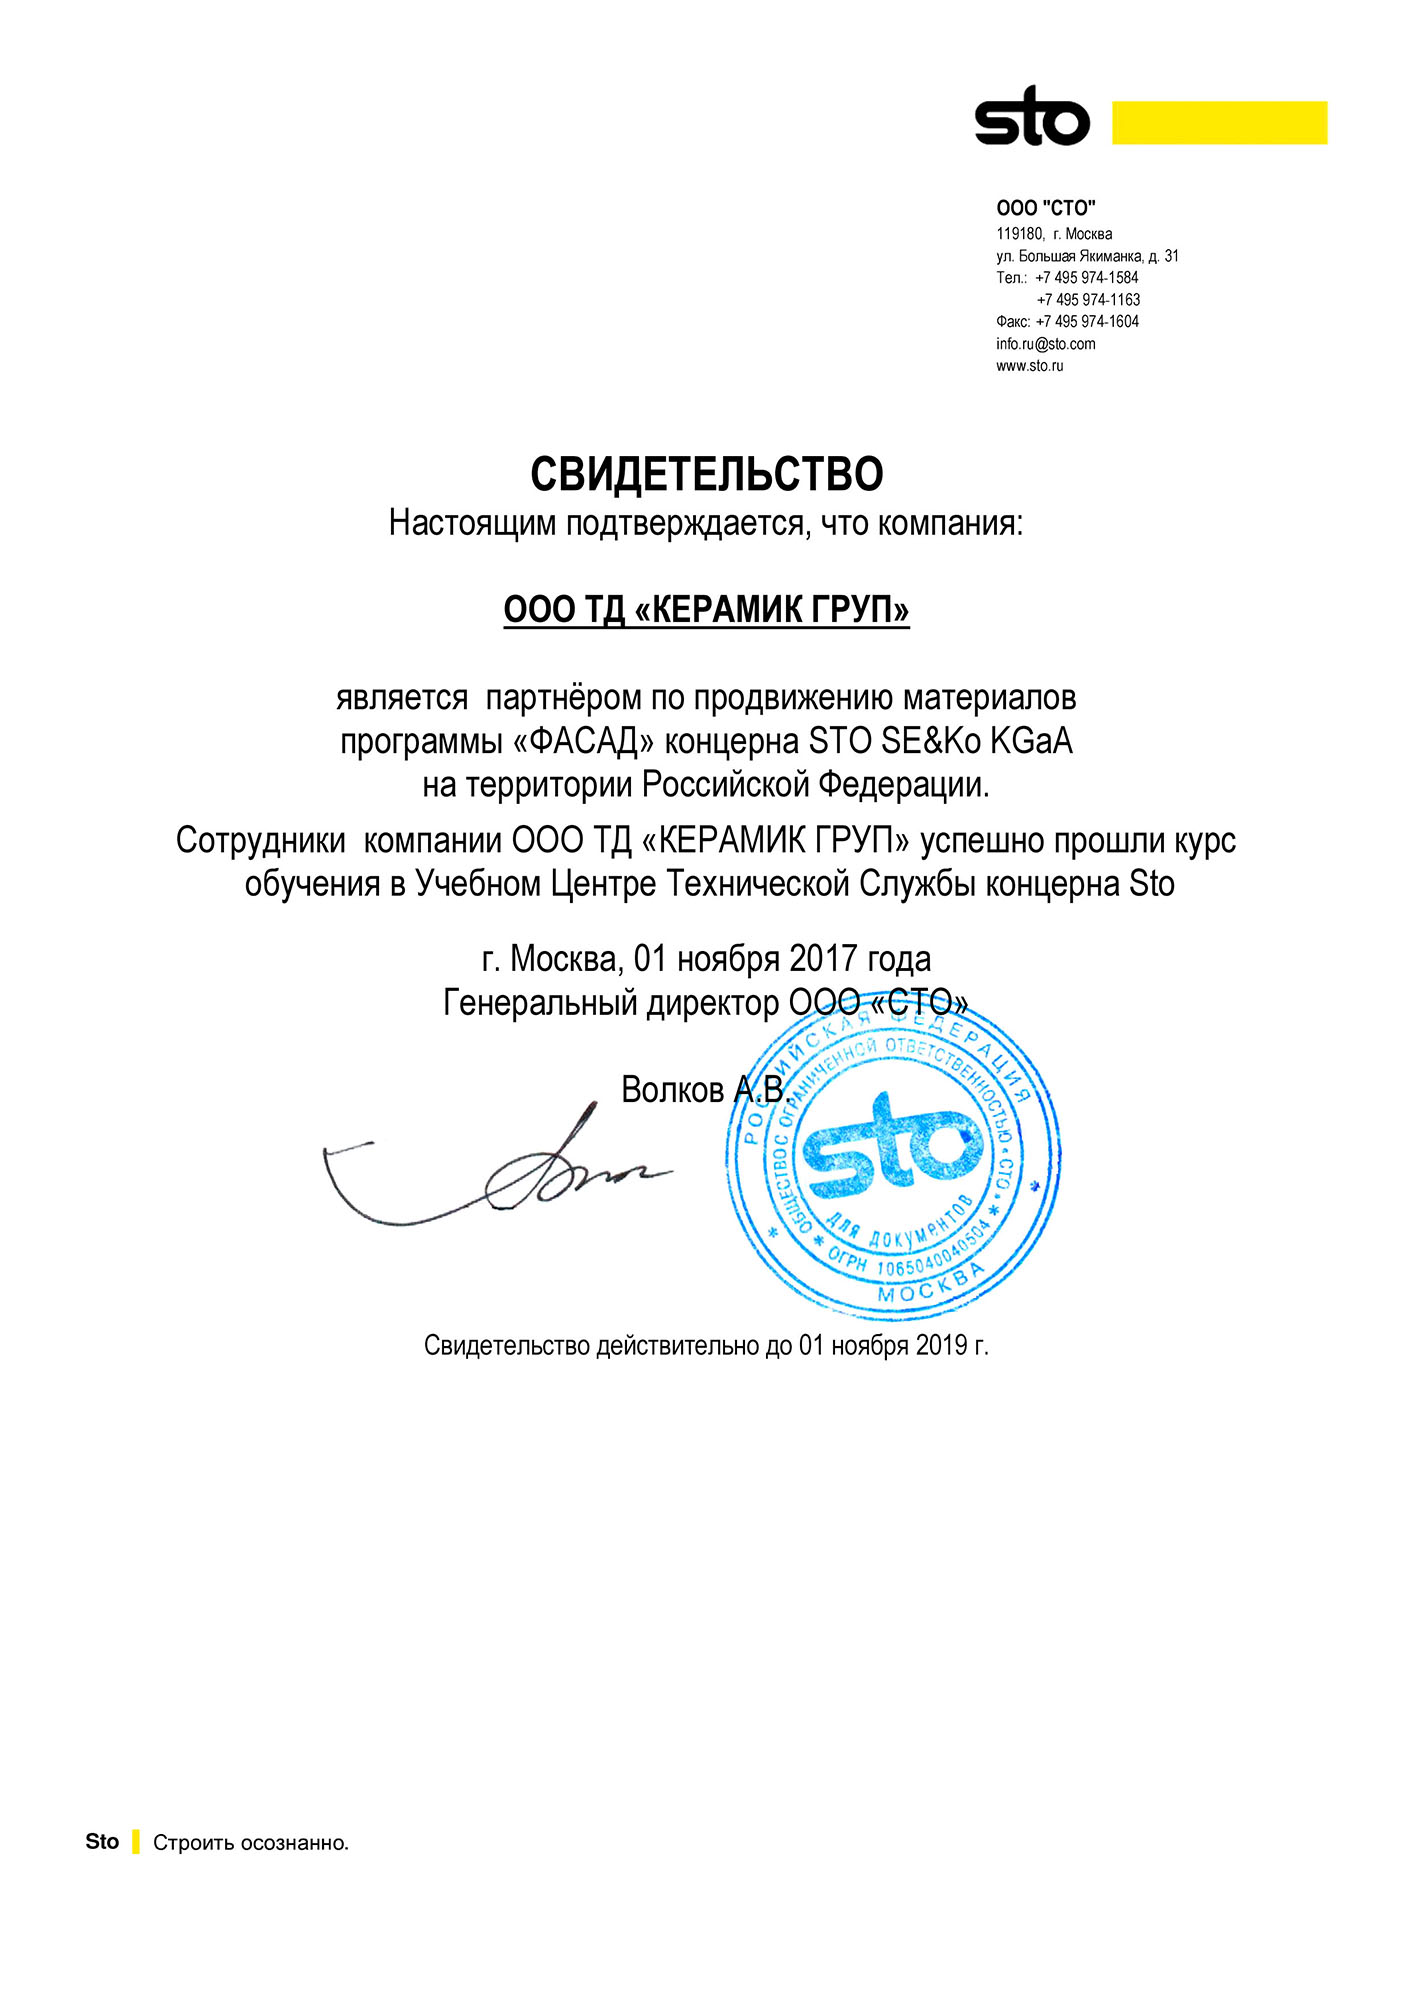 sto
ООО "СТО"
119180, г. Москва
ул. Большая Якиманка, д. 31
Тел.: +7 495 974-1584
+7 495 974-1163
Факс: +7 495 974-1604
info.ru@sto.com
www.sto.ru
СВИДЕТЕЛЬСТВО
Настоящим подтверждается, что компания:
ООО ТД «КЕРАМИК ГРУП»
является партнёром по продвижению материалов
программы «ФАСАД» концерна STO SE&Ko KGaA
на территории Российской Федерации.
Сотрудники компании ООО ТД «КЕРАМИК ГРУП» успешно прошли курс
обучения в Учебном Центре Технической Службы концерна Sto
г. Москва, 01 ноября 2017 года
Генеральный директор ООО «СТО»
Волков А.В.
РОССИЙСКАЯ ФЕДЕРАЦИЯ
* МОСКВА *
ОБЩЕСТВО С ОГРАНИЧЕННОЙ ОТВЕТСТВЕННОСТЬЮ «СТО»
* ОГРН 1065040040504 *
sto
ДЛЯ ДОКУМЕНТОВ
Свидетельство действительно до 01 ноября 2019 г.
Sto Строить осознанно.